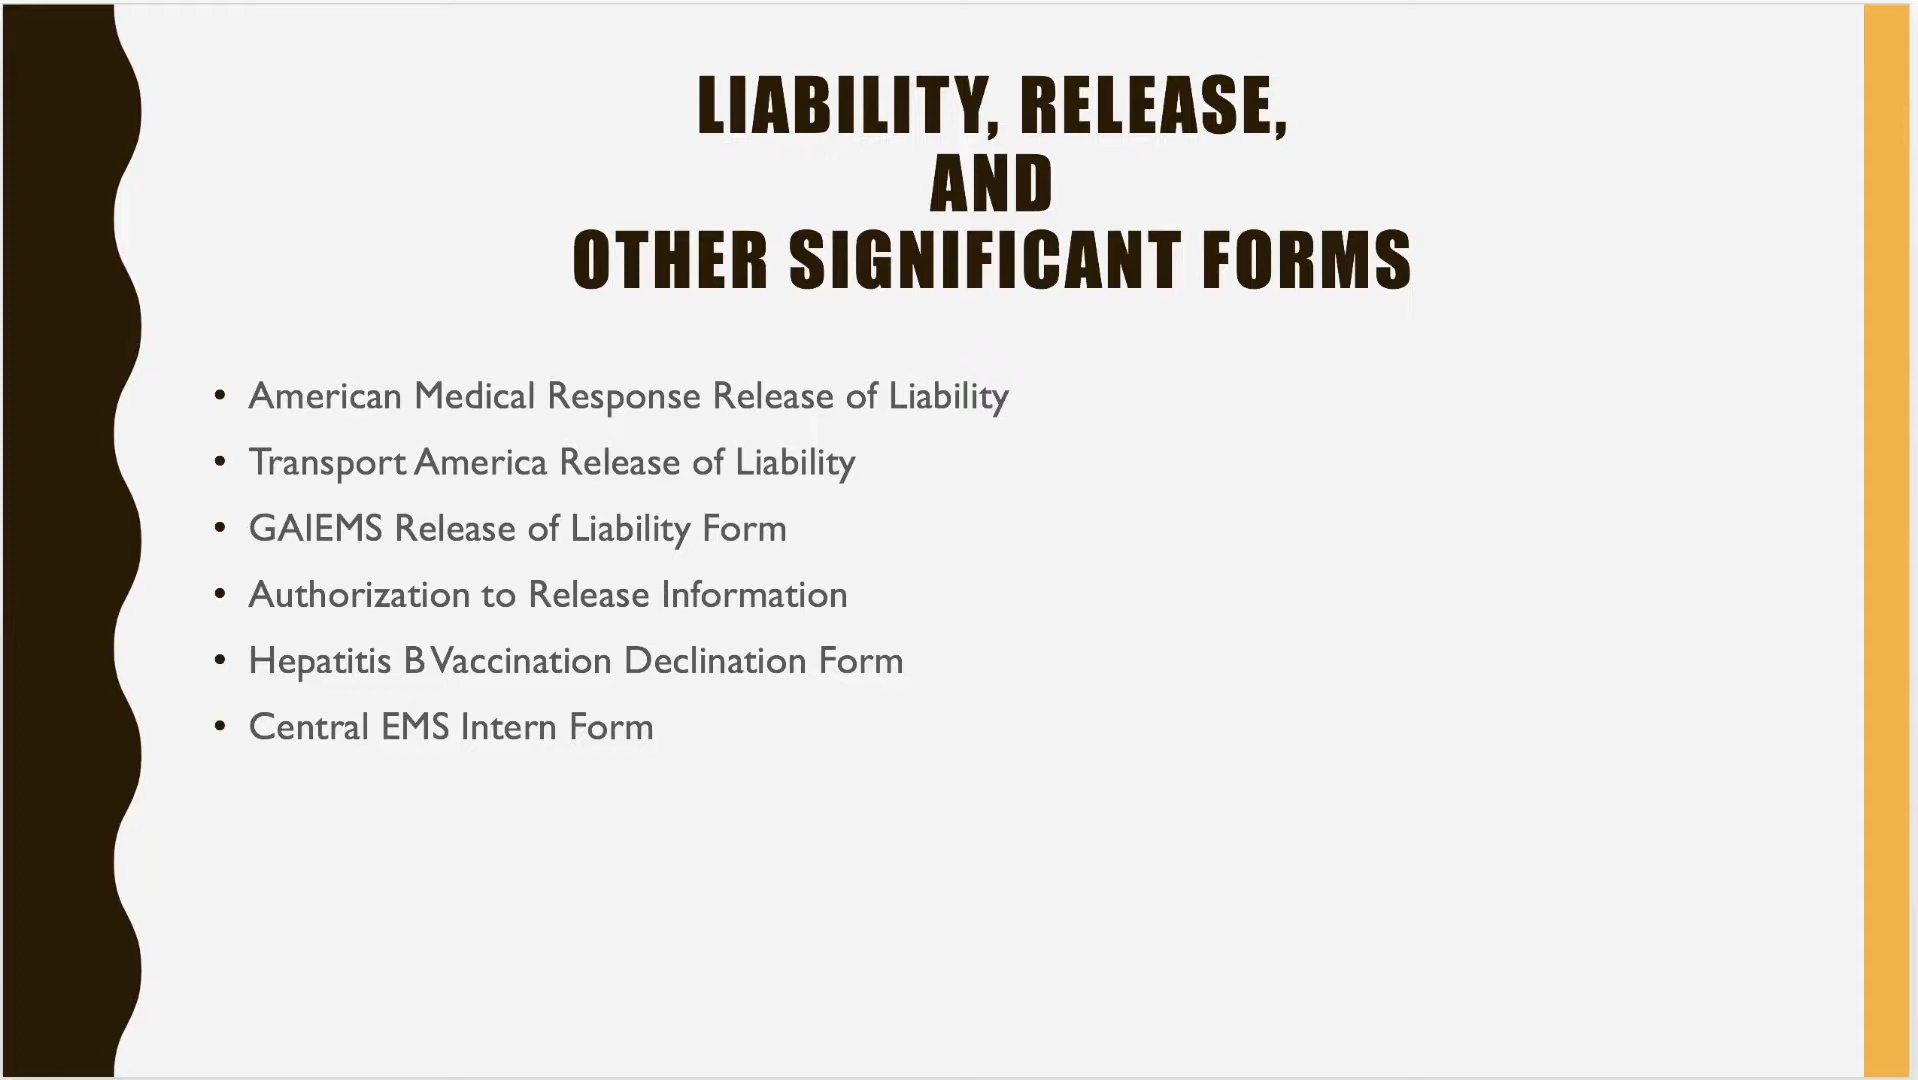 LIABILITY, RELEASE,
AND
OTHER SIGNIFICANT FORMS
• American Medical Response Release of Liability
• Transport America Release of Liability
• GAIEMS Release of Liability Form
• Authorization to Release Information
• Hepatitis B Vaccination Declination Form
• Central EMS Intern Form